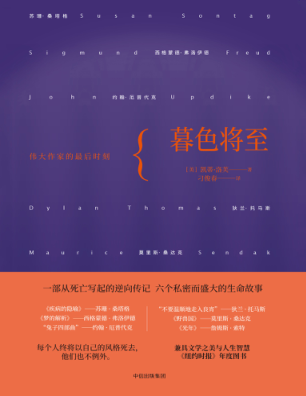 苏珊·桑塔格 Susan Sontag
Sigmund 西格蒙德·弗洛伊德 Freud
John 约翰·厄普代克 Updike
伟大作家的最后时刻
暮色将至
Dylan Thomas 狄兰·托马斯
Maurice 莫里斯·桑达克 Sendak
一部从死亡写起的逆向传记 六个私密而盛大的生命故事
《疾病的隐喻》——苏珊·桑塔格
《梦的解析》——西格蒙德·弗洛伊德
“兔子四部曲”——约翰·厄普代克
“不要温顺地走入良宵”——狄兰·托马斯
《野兽国》——莫里斯·桑达克
《光年》——詹姆斯·索特
每个人终将以自己的风格死去，
他们也不例外。
兼具文学之美与人生智慧
《纽约时报》年度图书
中信出版集团